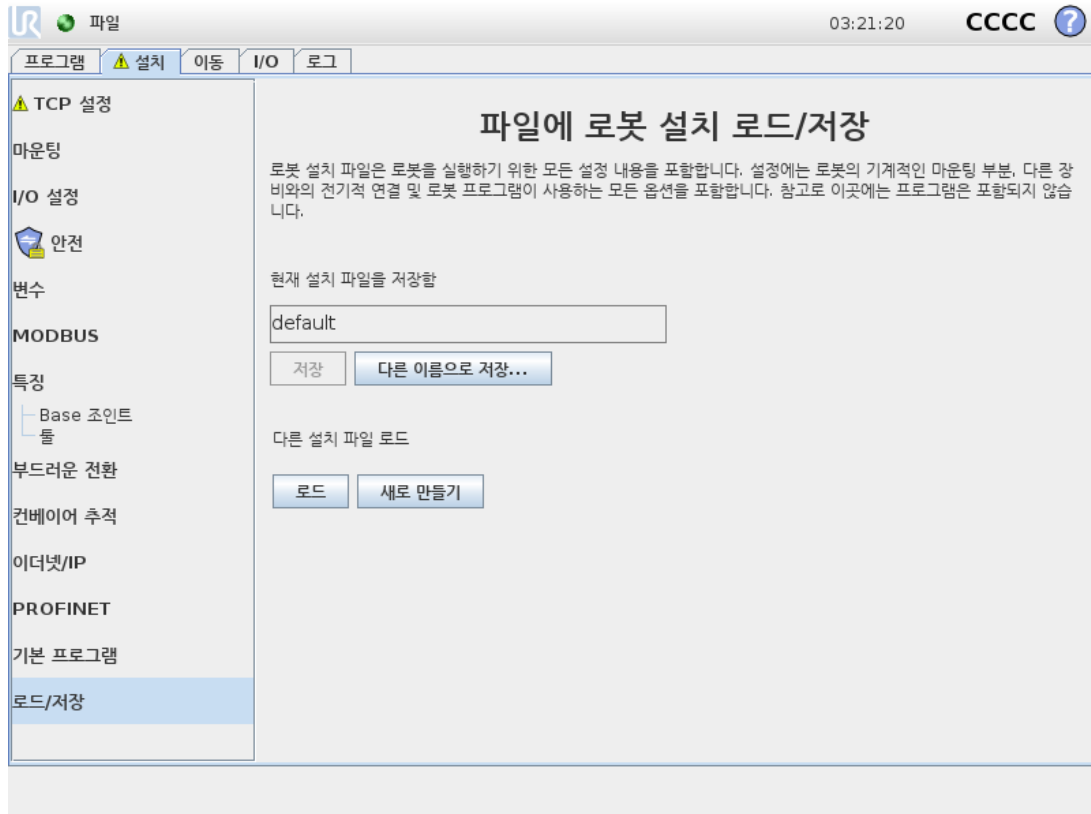 UR 파일 03:21:20 CCCC ?
프로그램 설치 이동 I/O 로그
TCP 설정
마운팅
I/O 설정
안전
변수
MODBUS
특징
Base 조인트
툴
부드러운 전환
컨베이어 추적
이더넷/IP
PROFINET
기본 프로그램
로드/저장
파일에 로봇 설치 로드/저장
로봇 설치 파일은 로봇을 실행하기 위한 모든 설정 내용을 포함합니다. 설정에는 로봇의 기계적인 마운팅 부분, 다른 장
비와의 전기적 연결 및 로봇 프로그램이 사용하는 모든 옵션을 포함합니다. 참고로 이곳에는 프로그램은 포함되지 않습
니다.
현재 설치 파일을 저장함
default
저장 다른 이름으로 저장...
다른 설치 파일 로드
로드 새로 만들기